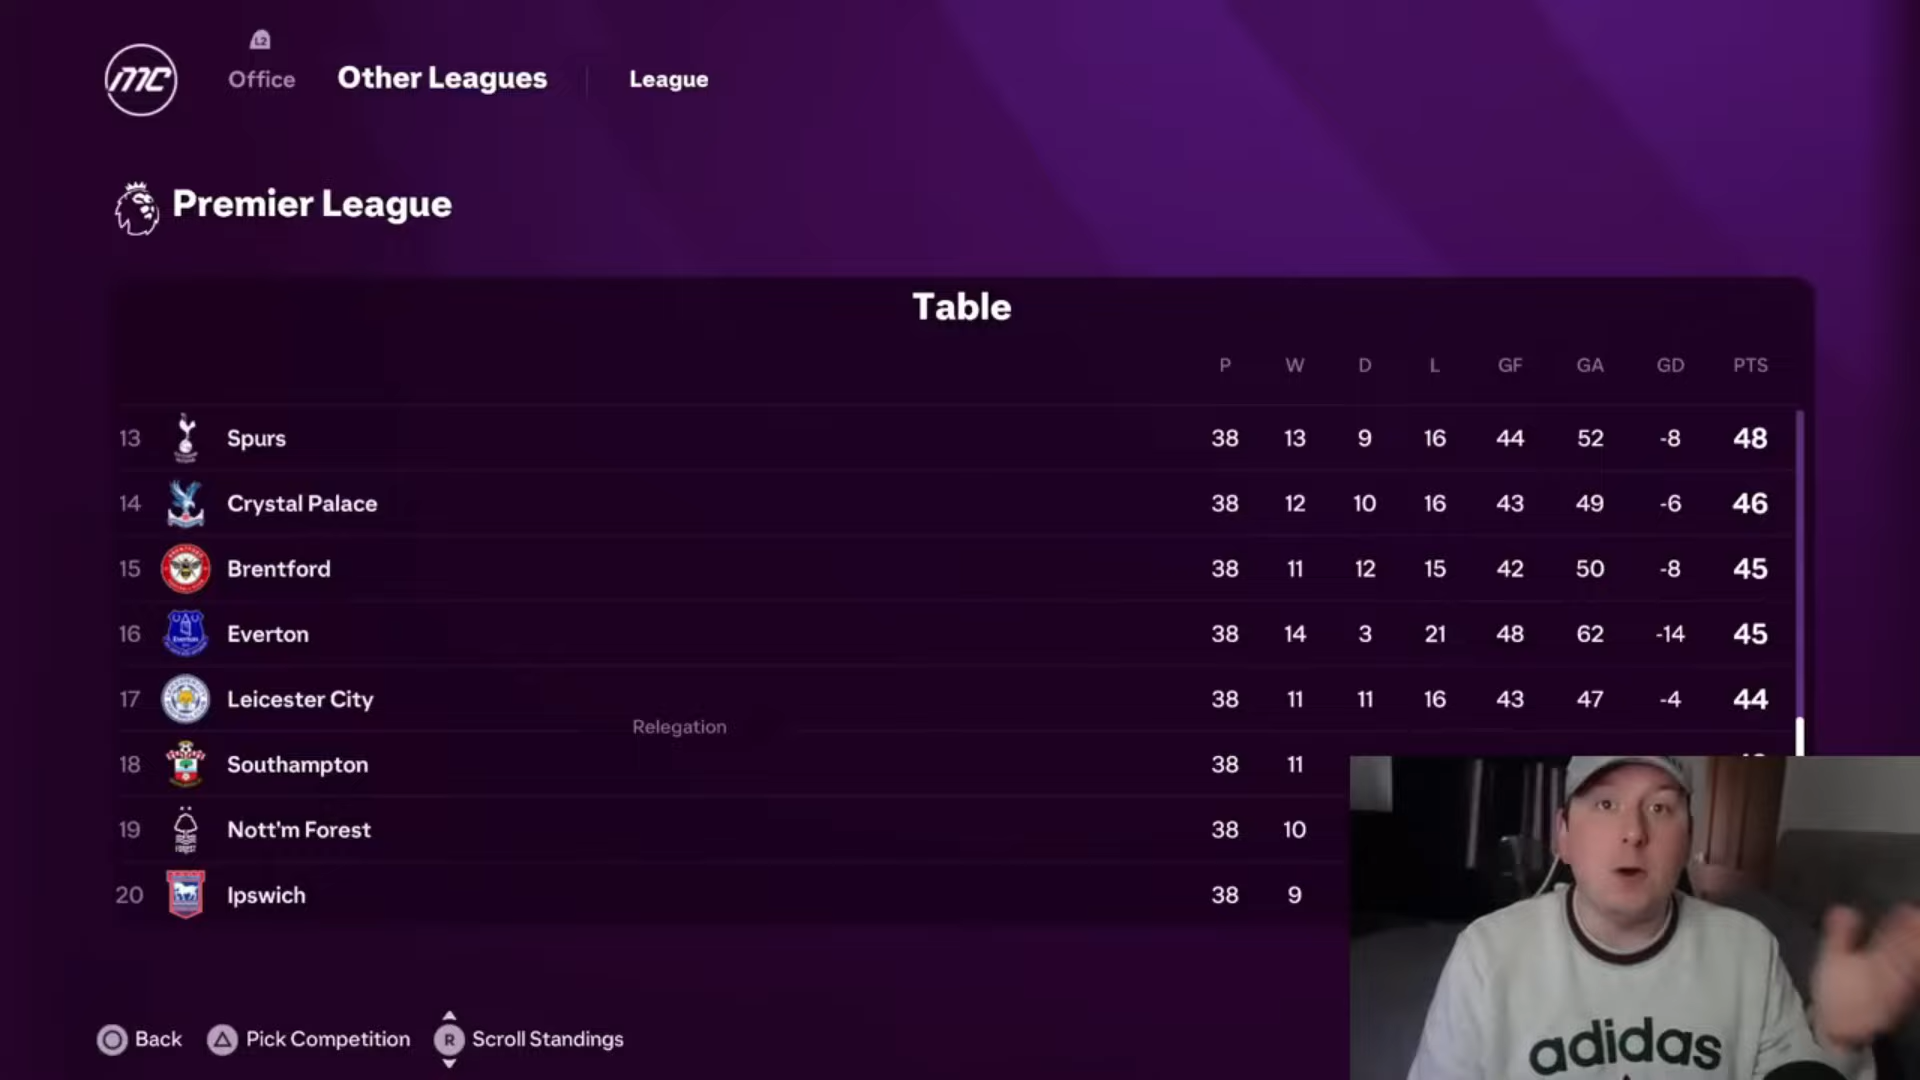 MC
L2
Office Other Leagues League
Premier League
Table
P W D L GF GA GD PTS
13 Spurs 38 13 9 16 44 52 -8 48
14 Crystal Palace 38 12 10 16 43 49 -6 46
15 Brentford 38 11 12 15 42 50 -8 45
16 Everton 38 14 3 21 48 62 -14 45
17 Leicester City 38 11 11 16 43 47 -4 44
Relegation
18 Southampton 38 11
19 Nott'm Forest 38 10
20 Ipswich 38 9
adidas
Back Pick Competition R Scroll Standings